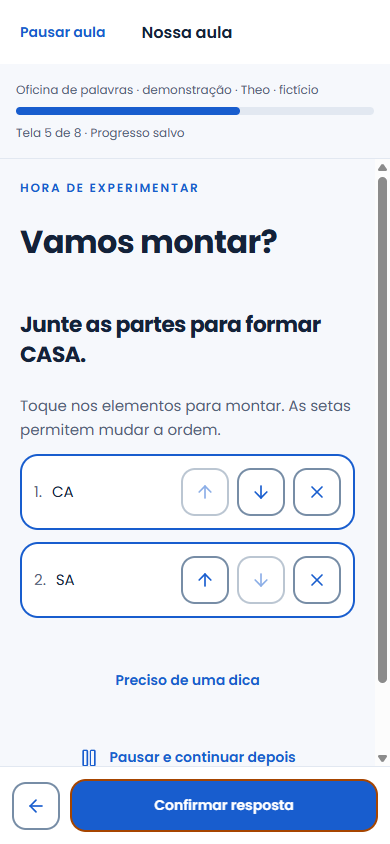 Pausar aula
Nossa aula
Oficina de palavras · demonstração · Theo · fictício
Tela 5 de 8 · Progresso salvo
HORA DE EXPERIMENTAR
Vamos montar?
Junte as partes para formar
CASA.
Toque nos elementos para montar. As setas
permitem mudar a ordem.
1. CA
2. SA
Preciso de uma dica
Pausar e continuar depois
Confirmar resposta